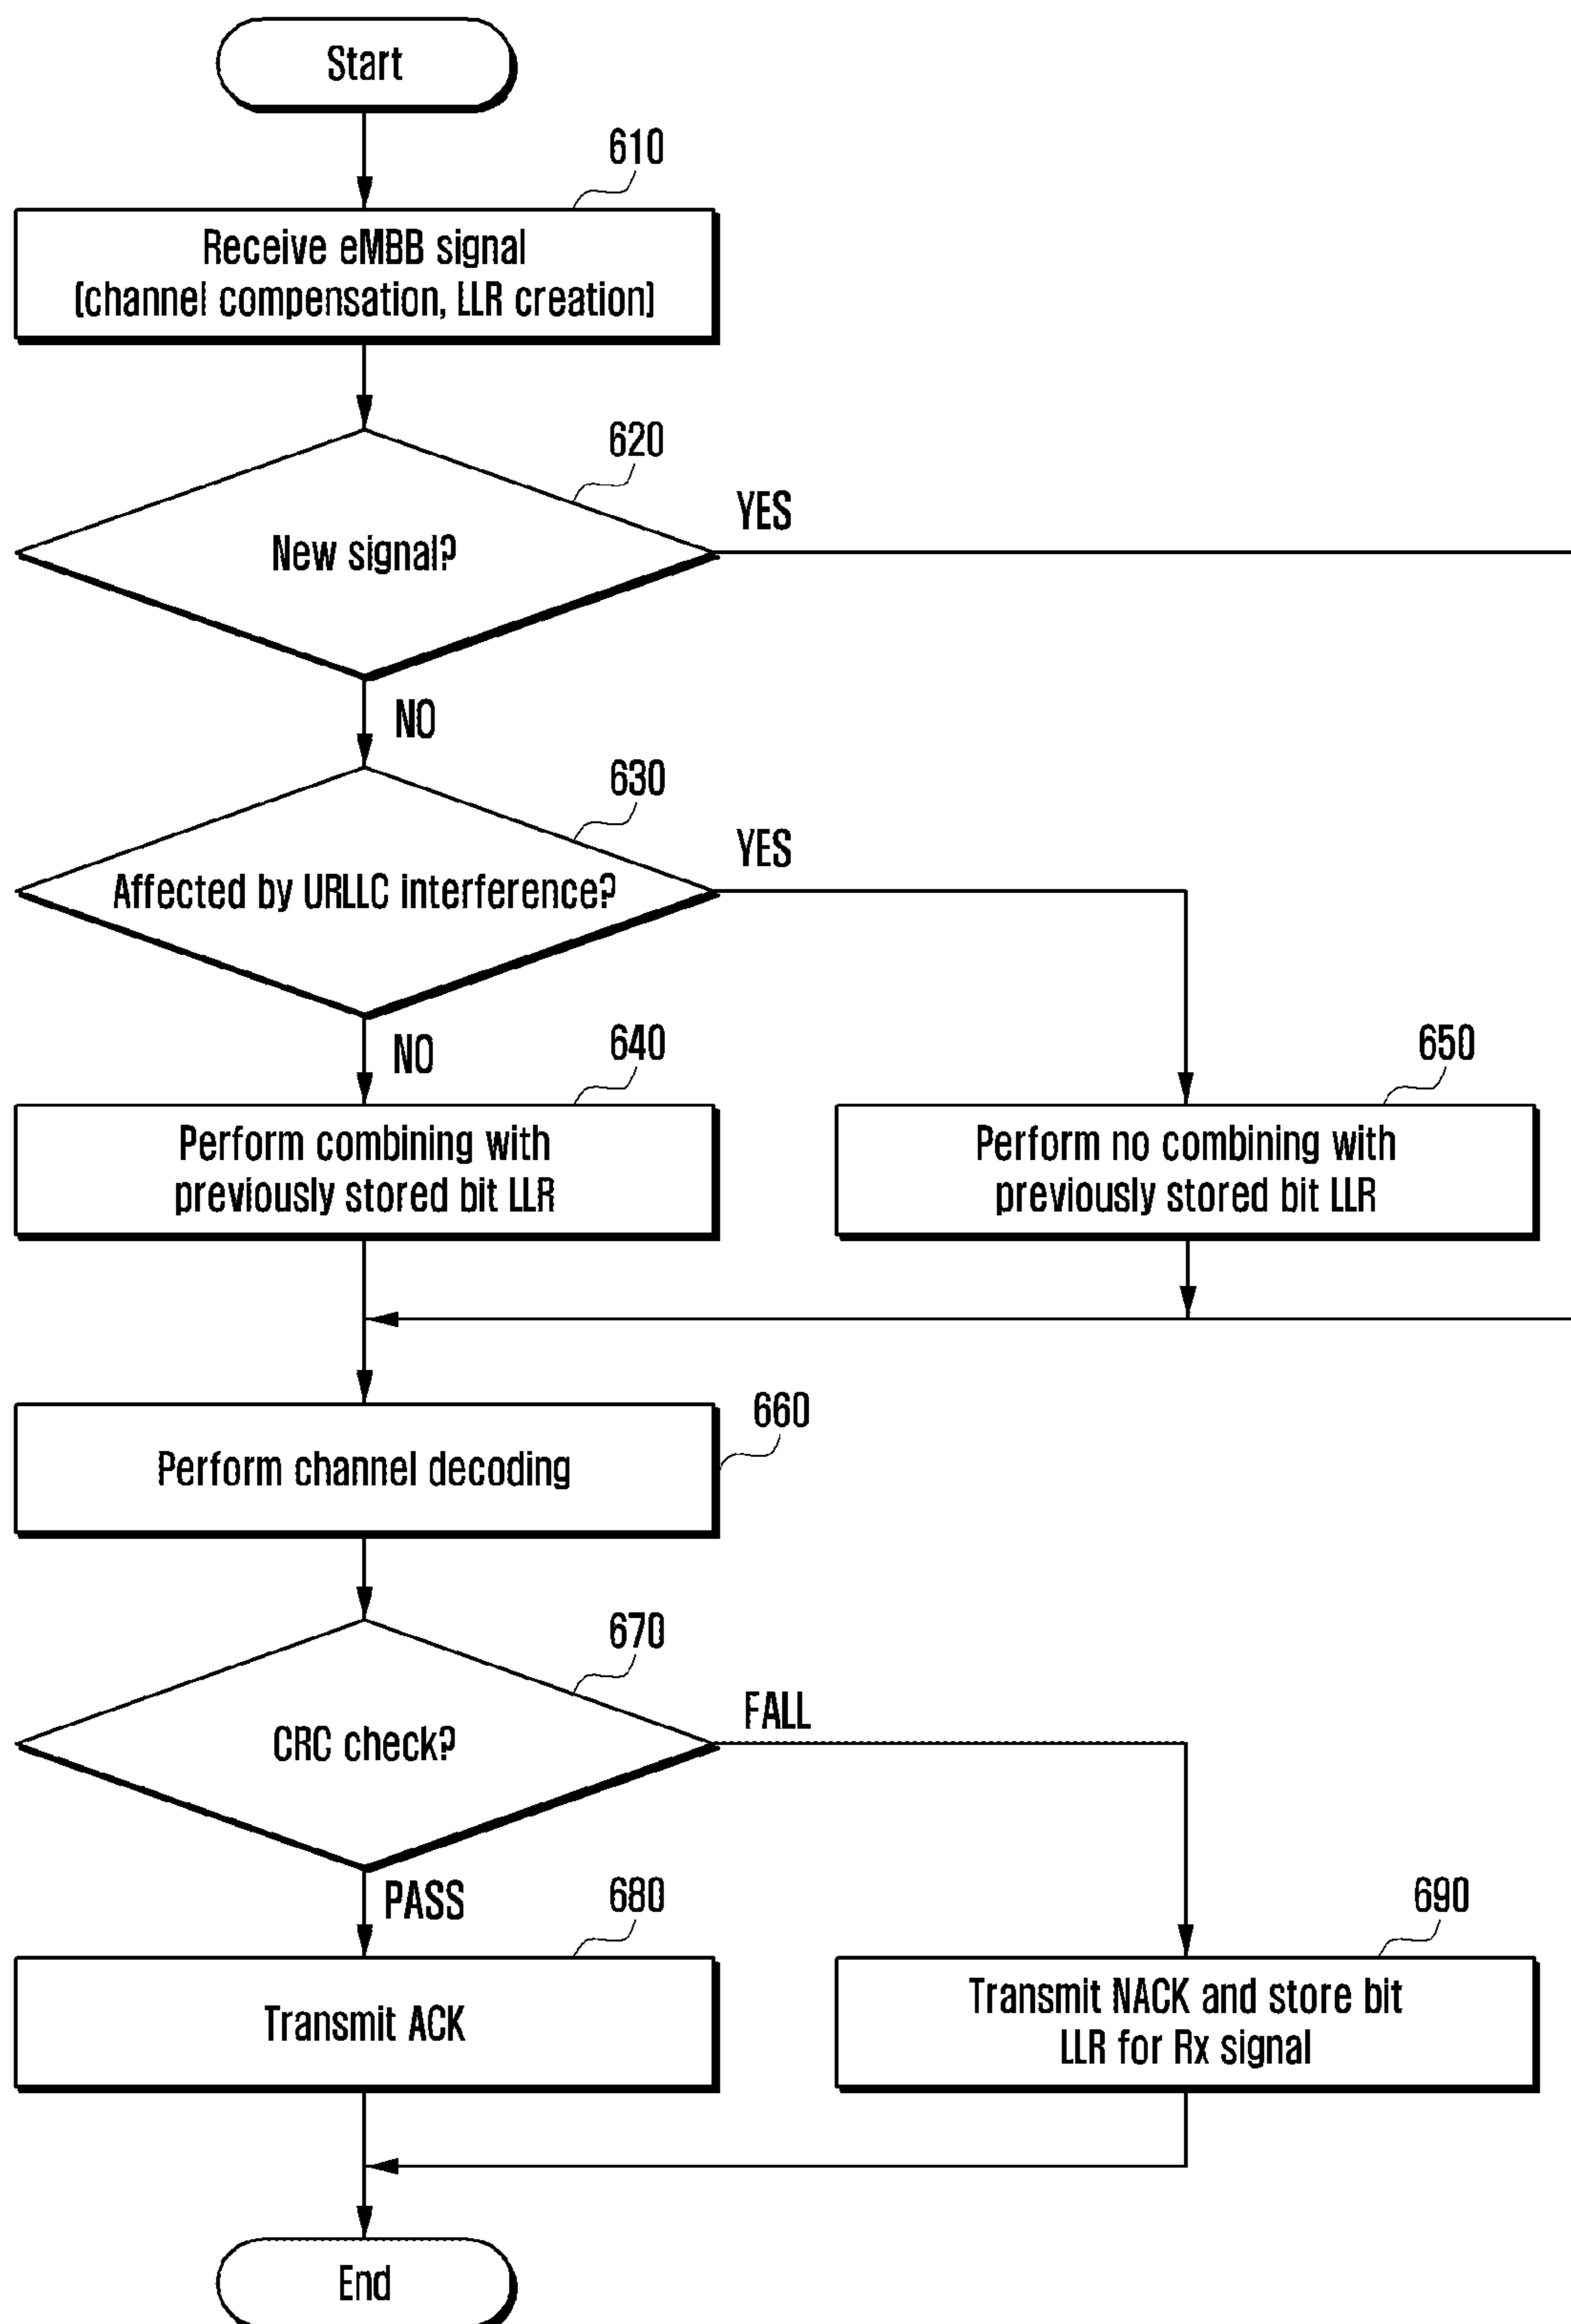 Start
610
Receive eMBB signal
(channel compensation, LLR creation)
620
YES
New signal?
NO
630
YES
Affected by URLLC interference?
NO
640
650
Perform combining with
previously stored bit LLR
Perform no combining with
previously stored bit LLR
660
Perform channel decoding
670
FALL
CRC check?
PASS
680
690
Transmit ACK
Transmit NACK and store bit
LLR for Rx signal
End